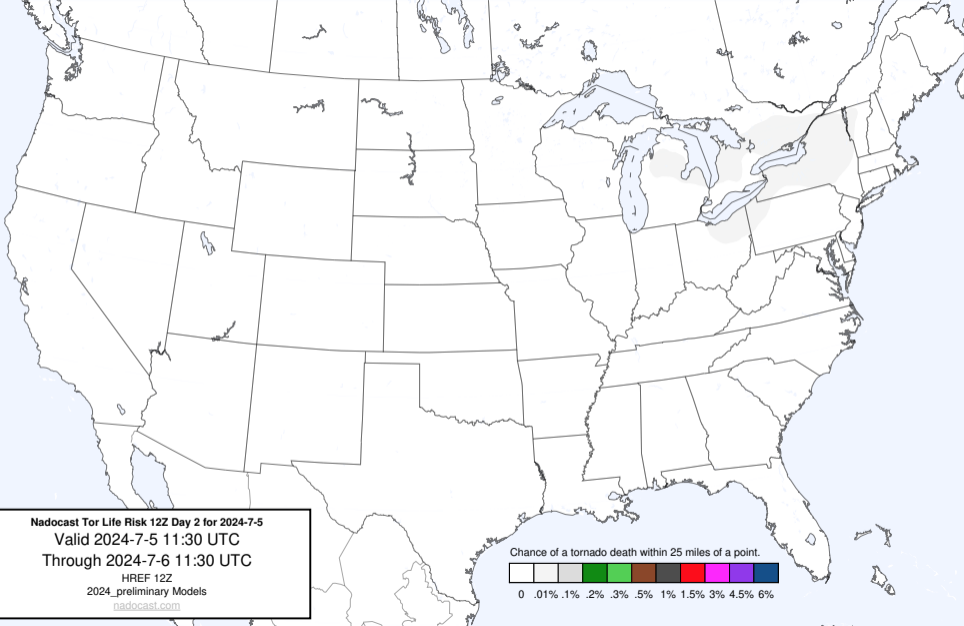 Nadocast Tor Life Risk 12Z Day 2 for 2024-7-5
Valid 2024-7-5 11:30 UTC
Through 2024-7-6 11:30 UTC
HREF 12Z
2024_preliminary Models
nadocast.com
Chance of a tornado death within 25 miles of a point.
0 .01% .1% .2% .3% .5% 1% 1.5% 3% 4.5% 6%